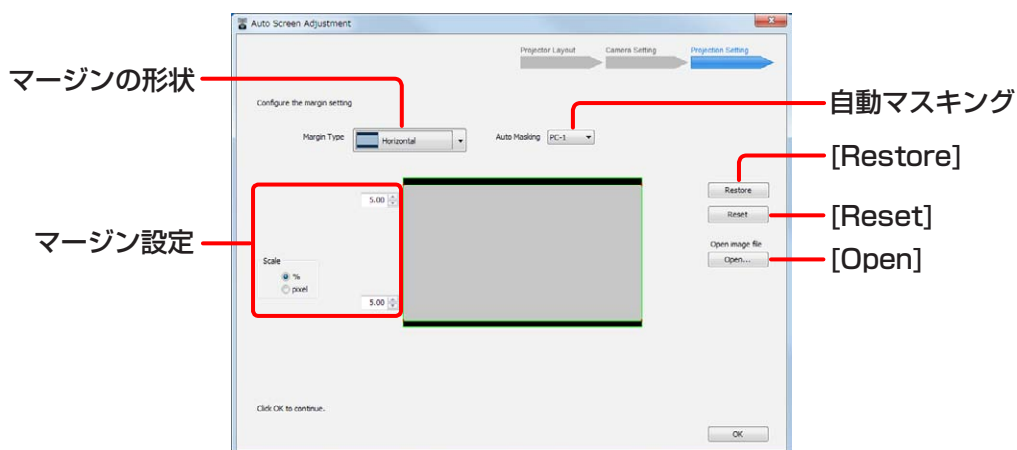 Auto Screen Adjustment
Projector Layout
Camera Setting
Projection Setting
マージンの形状
Configure the margin setting
自動マスキング
Margin Type
Horizontal
Auto Masking
PC-1
[Restore]
5.00
Restore
Reset
[Reset]
マージン設定
Open image file
Scale
Open...
[Open]
%
pixel
5.00
Click OK to continue.
OK